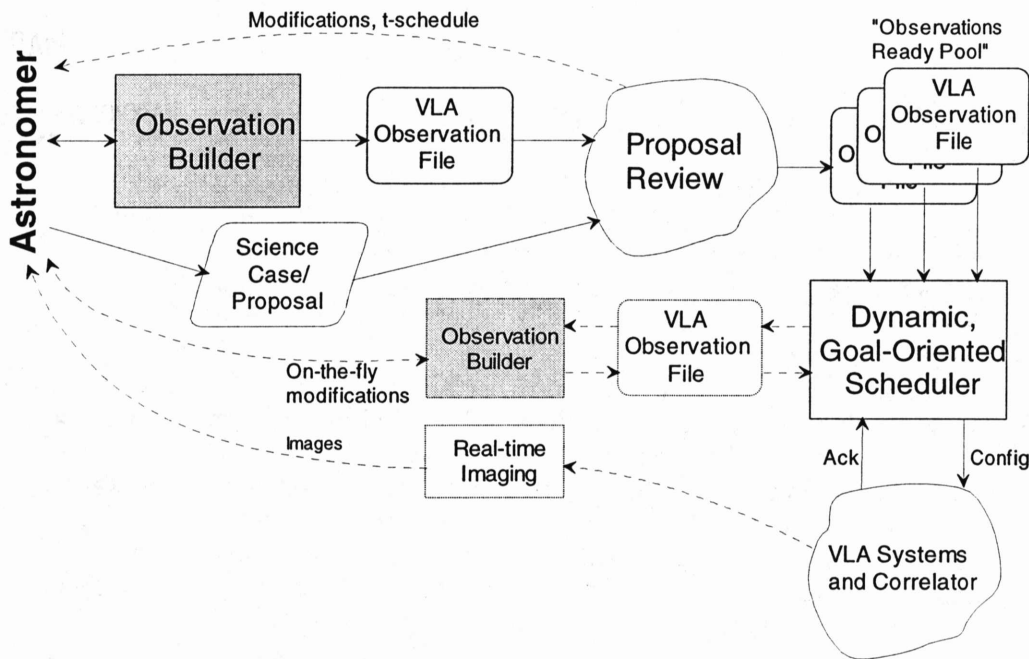 Modifications, t-schedule
"Observations
Ready Pool"
Astronomer
Observation
Builder
VLA
Observation
File
Proposal
Review
VLA
Observation
File
O
File
O
File
Science
Case/
Proposal
Observation
Builder
VLA
Observation
File
Dynamic,
Goal-Oriented
Scheduler
On-the-fly
modifications
Images
Real-time
Imaging
Ack
Config
VLA Systems
and Correlator